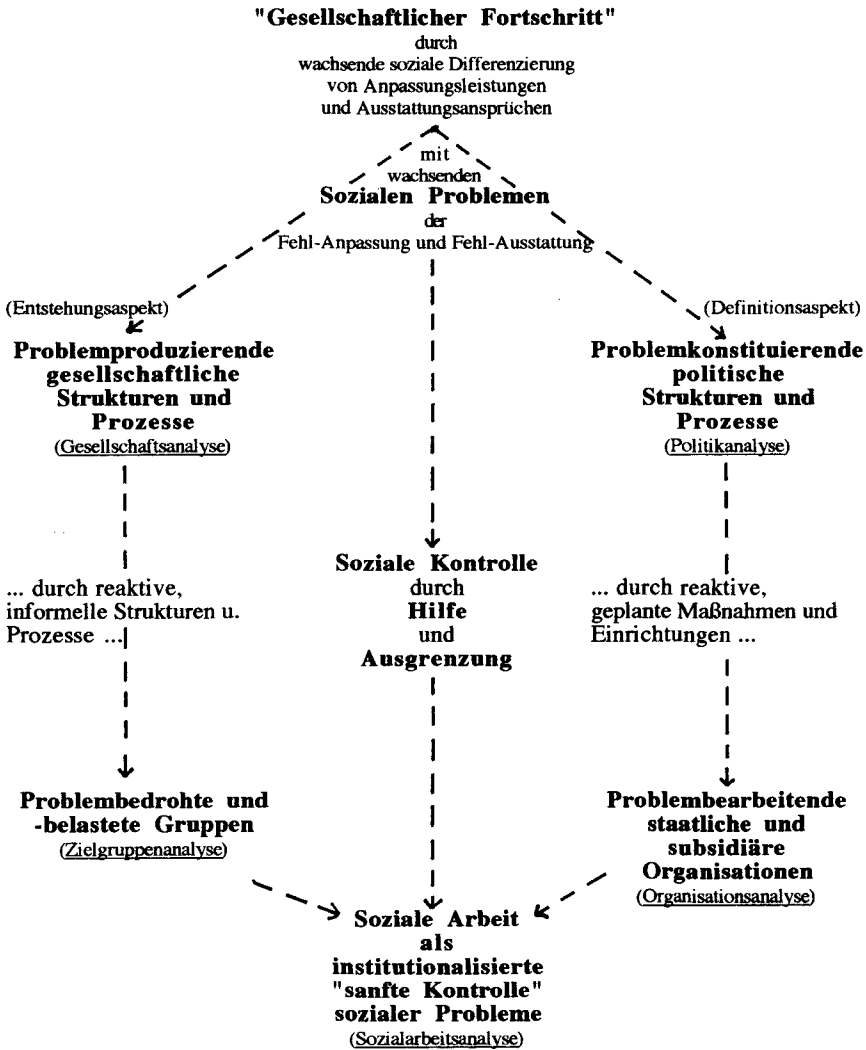 "Gesellschaftlicher Fortschritt"
durch
wachsende soziale Differenzierung
von Anpassungsleistungen
und Ausstattungsansprüchen
mit
wachsenden
Sozialen Problemen
der
Fehl-Anpassung und Fehl-Ausstattung
(Entstehungsaspekt)
Problemproduzierende
gesellschaftliche
Strukturen und
Prozesse
(Gesellschaftsanalyse)
(Definitionsaspekt)
Problemkonstituierende
politische
Strukturen und
Prozesse
(Politikanalyse)
... durch reaktive,
informelle Strukturen u.
Prozesse ...
Soziale Kontrolle
durch
Hilfe
und
Ausgrenzung
... durch reaktive,
geplante Maßnahmen und
Einrichtungen ...
Problembedrohte und
-belastete Gruppen
(Zielgruppenanalyse)
Problembearbeitende
staatliche und
subsidiäre
Organisationen
(Organisationsanalyse)
Soziale Arbeit
als
institutionalisierte
"sanfte Kontrolle"
sozialer Probleme
(Sozialarbeitsanalyse)